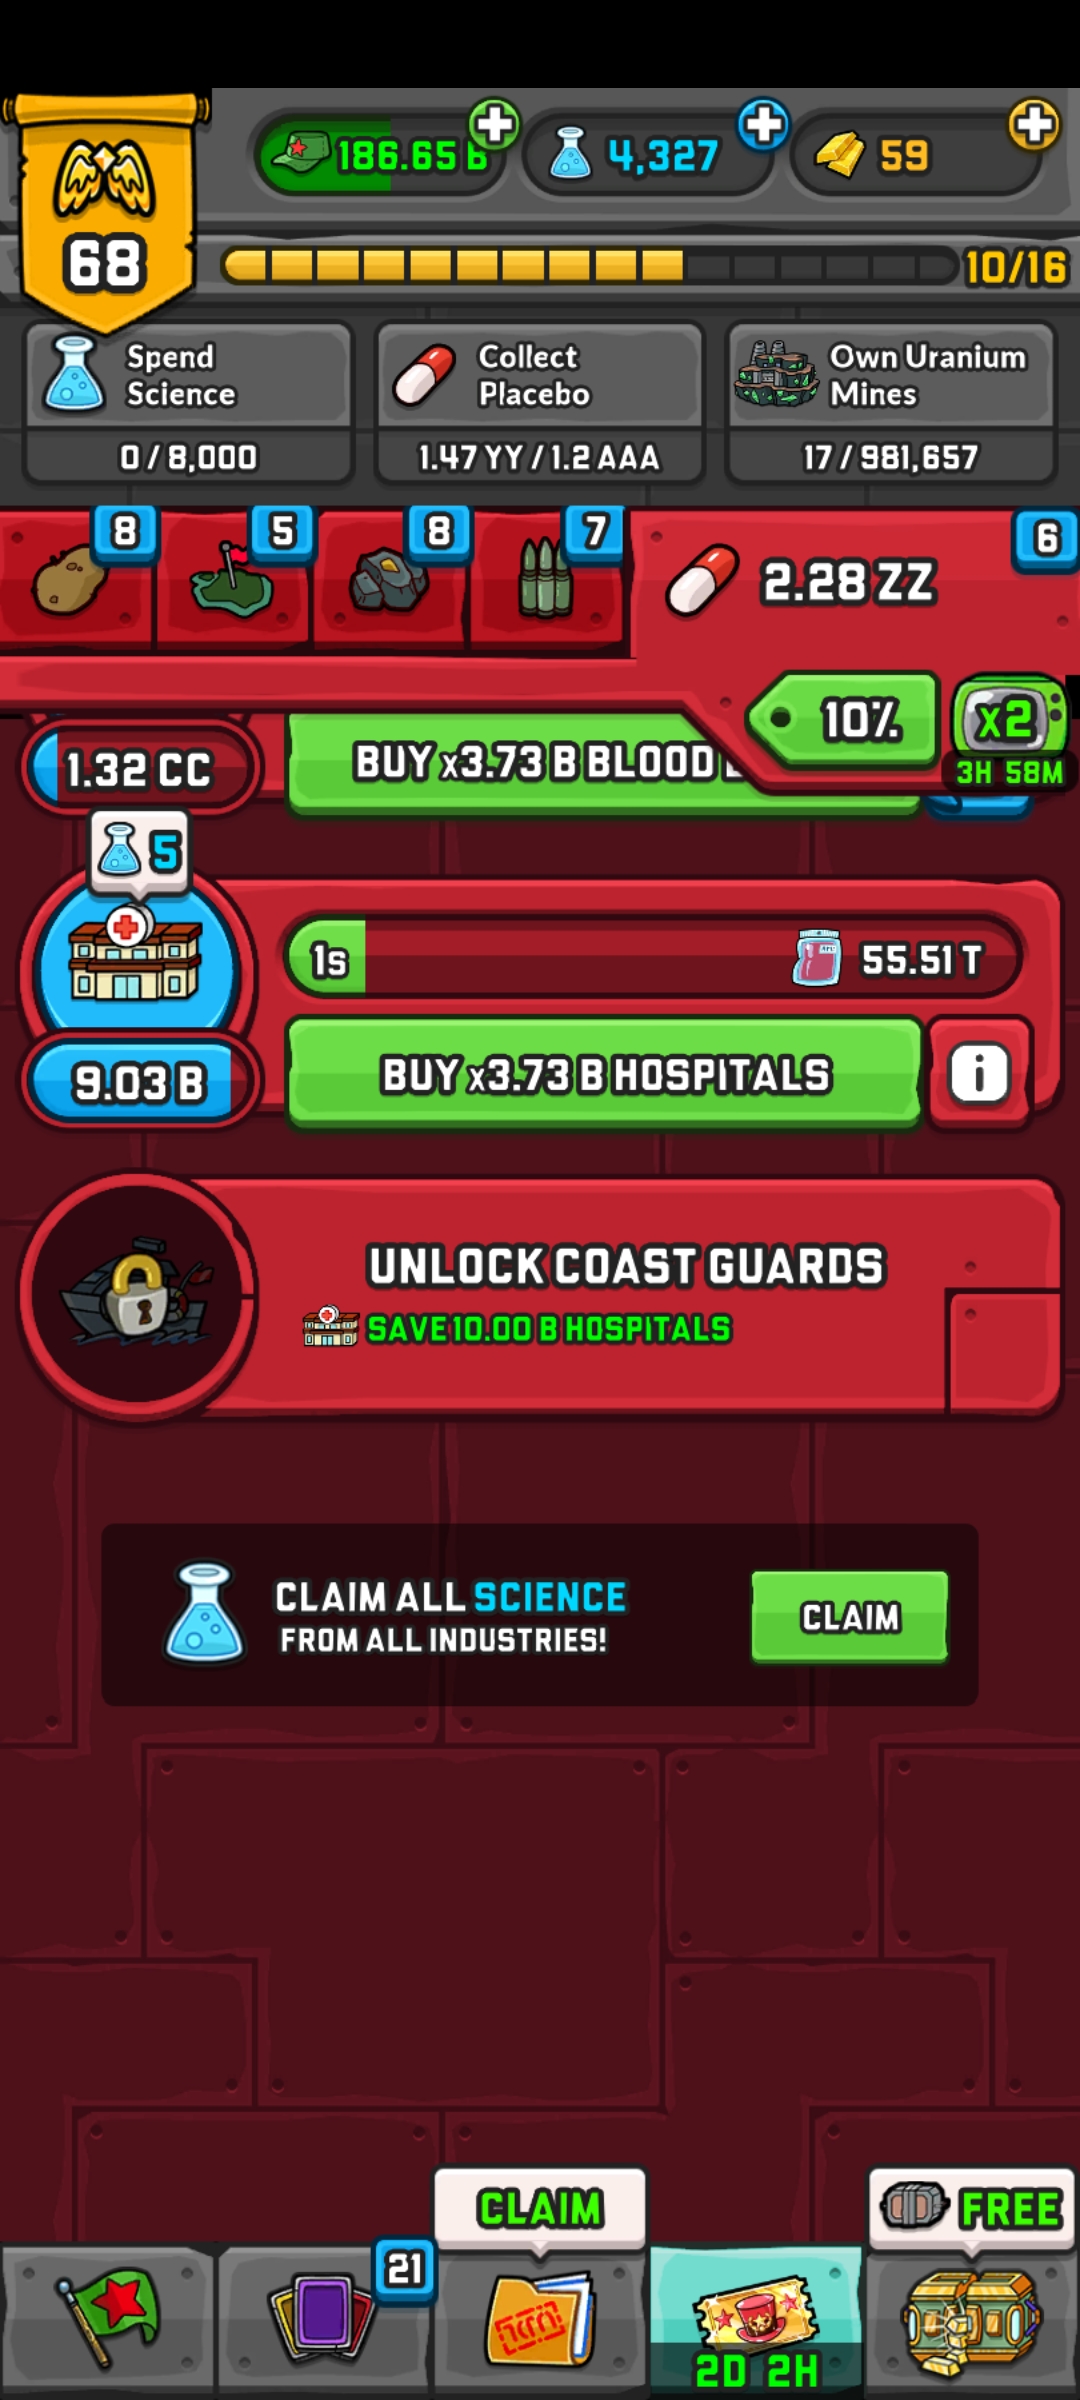 186.65 B
4,327
59
68
10/16
Spend
Science
0 / 8,000
Collect
Placebo
1.47 YY / 1.2 AAA
Own Uranium
Mines
17 / 981,657
8
5
8
7
6
2.28 ZZ
10%
x2
3H 58M
1.32 CC
BUY x3.73 B BLOOD
5
1s
55.51 T
9.03 B
BUY x3.73 B HOSPITALS
i
UNLOCK COAST GUARDS
SAVE 10.00 B HOSPITALS
CLAIM ALL SCIENCE
FROM ALL INDUSTRIES!
CLAIM
CLAIM
FREE
21
2D 2H